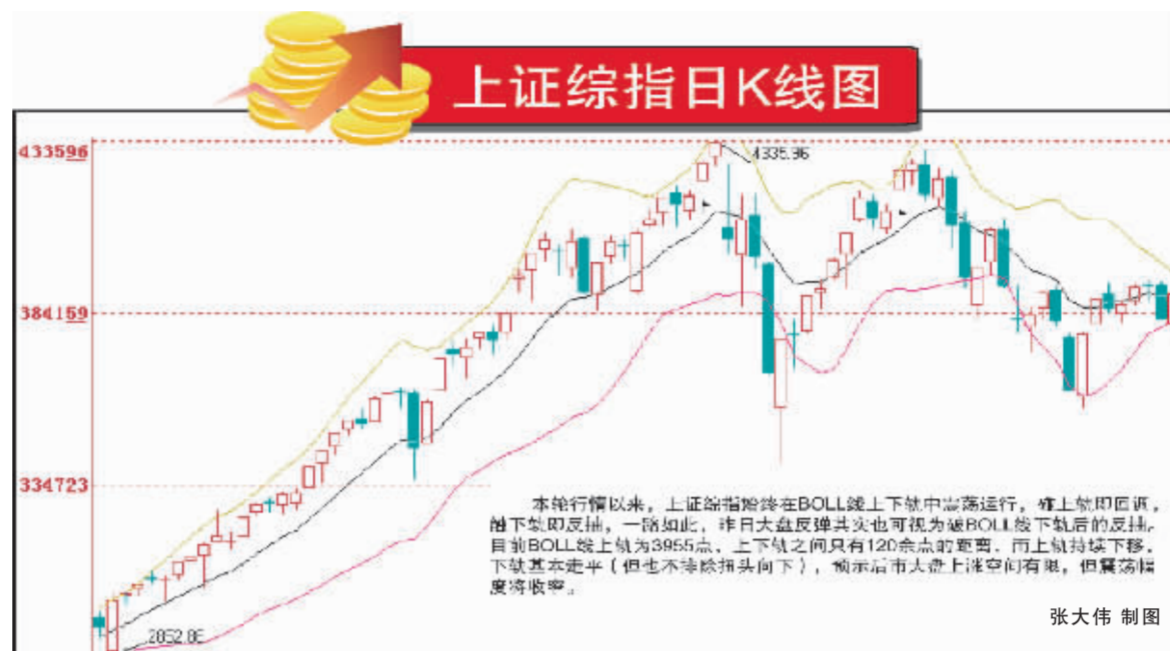 上证综指日K线图
433596
4335.96
384159
334723
本轮行情以来，上证综指始终在BOLL线上下轨中震荡运行，碰上轨即回调，
触下轨即反抽，一路如此，昨日大盘反弹其实也可视为破BOLL线下轨后的反抽。
目前BOLL线上轨为3955点，上下轨之间只有120余点的距离，而上轨持续下移，
下轨基本走平（但也不排除扭头向下），预示后市大盘上涨空间有限，但震荡幅
度将收窄。
2852.86
张大伟 制图